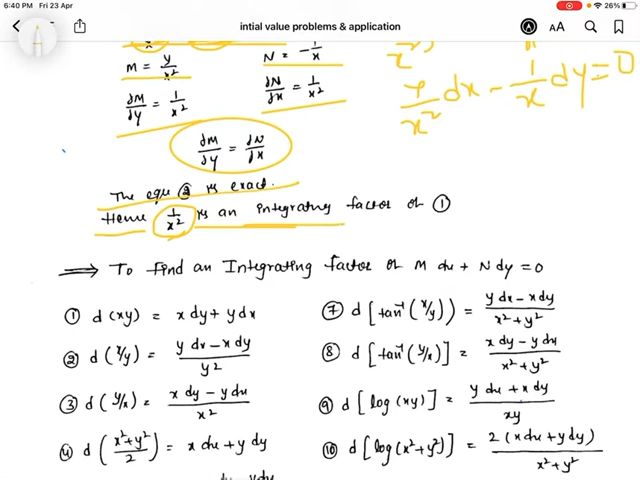 6:40 PM Fri 23 Apr
26%
intial value problems & application
AA
M = y/x² N = -1/x
∂M/∂y = 1/x² ∂N/∂x = 1/x²
y/x² dx - 1/x dy = 0
∂M/∂y = ∂N/∂x
The equn ② is exact.
Hence 1/x² is an integrating factor of ①
⟹ To find an Integrating factor of M dx + N dy = 0
① d(xy) = x dy + y dx
② d(x/y) = (y dx - x dy)/y²
③ d(y/x) = (x dy - y dx)/x²
④ d((x²+y²)/2) = x dx + y dy
⑦ d[tan⁻¹(x/y)] = (y dx - x dy)/(x²+y²)
⑧ d[tan⁻¹(y/x)] = (x dy - y dx)/(x²+y²)
⑨ d[log(xy)] = (y dx + x dy)/xy
⑩ d[log(x²+y²)] = 2(x dx + y dy)/(x²+y²)